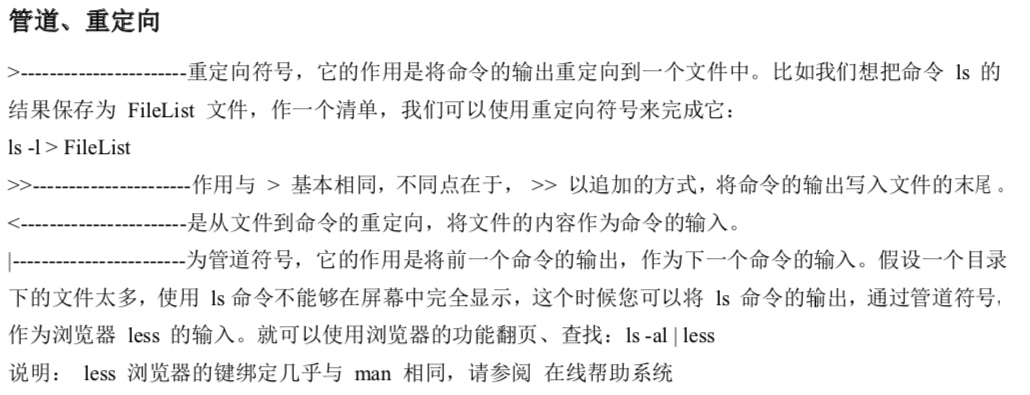 管道、重定向
>-----------------------重定向符号，它的作用是将命令的输出重定向到一个文件中。比如我们想把命令 ls 的
结果保存为 FileList 文件，作一个清单，我们可以使用重定向符号来完成它：
ls -l > FileList
>>----------------------作用与 > 基本相同，不同点在于， >> 以追加的方式，将命令的输出写入文件的末尾。
<-----------------------是从文件到命令的重定向，将文件的内容作为命令的输入。
|------------------------为管道符号，它的作用是将前一个命令的输出，作为下一个命令的输入。假设一个目录
下的文件太多，使用 ls 命令不能够在屏幕中完全显示，这个时候您可以将 ls 命令的输出，通过管道符号，
作为浏览器 less 的输入。就可以使用浏览器的功能翻页、查找：ls -al | less
说明： less 浏览器的键绑定几乎与 man 相同，请参阅 在线帮助系统